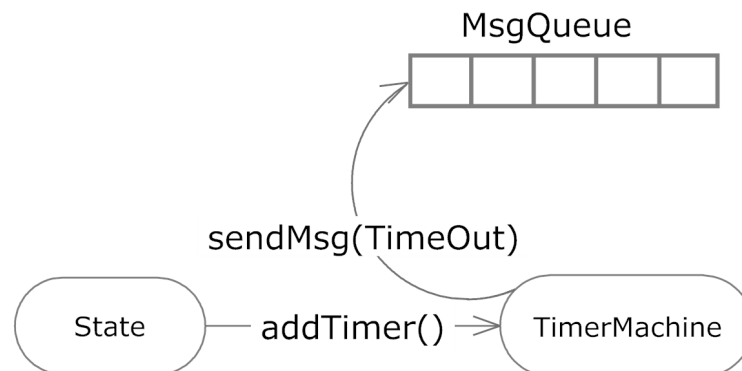 MsgQueue
sendMsg(TimeOut)
State
addTimer()
TimerMachine